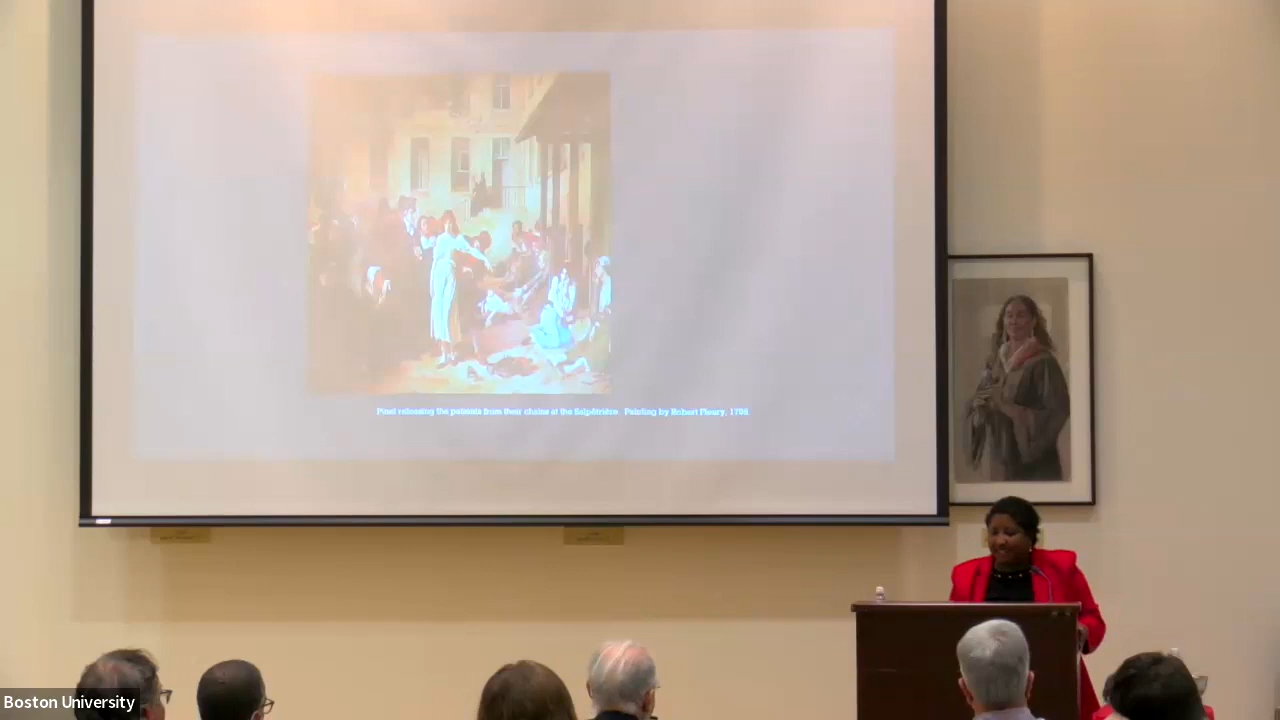 Pinel releasing the patients from their chains at the Salpêtrière. Painting by Robert Fleury, 1795.
Boston University